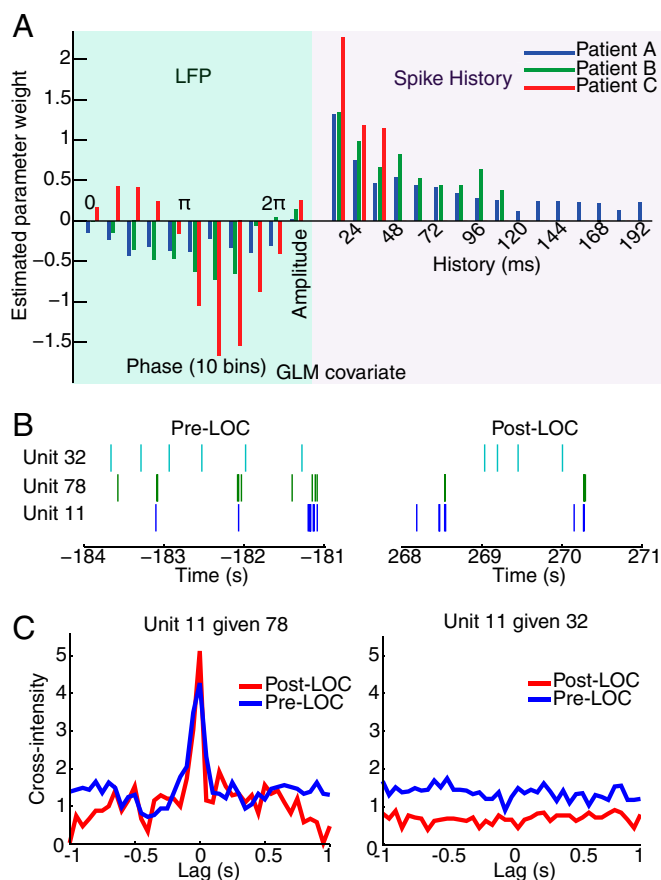 A
Estimated parameter weight
2
1.5
1
0.5
0
−0.5
−1
−1.5
LFP
Spike History
Patient A
Patient B
Patient C
0
π
2π
Amplitude
24
48
72
96
120
144
168
192
History (ms)
Phase (10 bins)
GLM covariate
B
Pre-LOC
Post-LOC
Unit 32
Unit 78
Unit 11
−184
−183
−182
−181
268
269
270
271
Time (s)
Time (s)
C
Unit 11 given 78
Unit 11 given 32
Cross-intensity
5
4
3
2
1
0
Post-LOC
Pre-LOC
-1
-0.5
0
0.5
1
Lag (s)
5
4
3
2
1
0
Post-LOC
Pre-LOC
-1
-0.5
0
0.5
1
Lag (s)